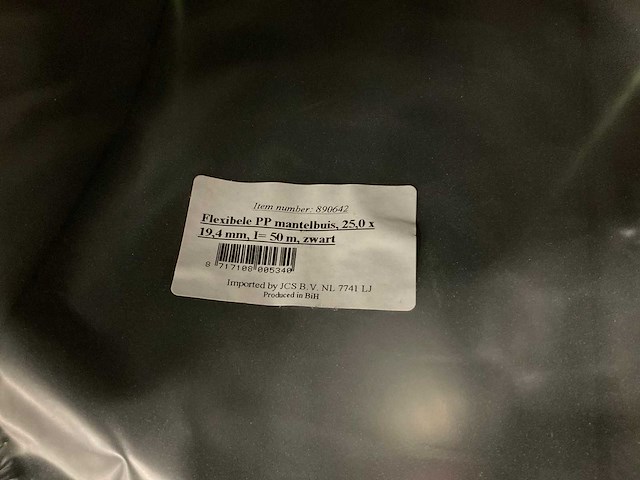 Item number: 890642
Flexibele PP mantelbuis, 25,0 x
19,4 mm, l= 50 m, zwart
8 717108 005340
Imported by JCS B.V. NL 7741 LJ
Produced in BiH